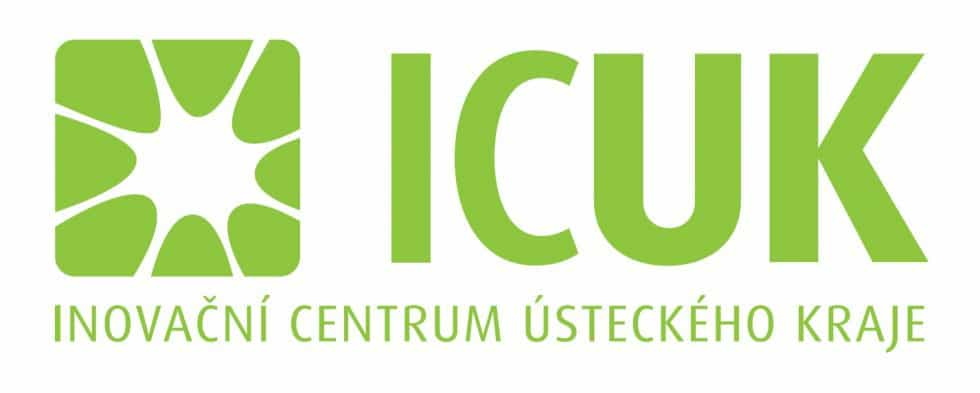 ICUK
INOVAČNÍ CENTRUM ÚSTECKÉHO KRAJE